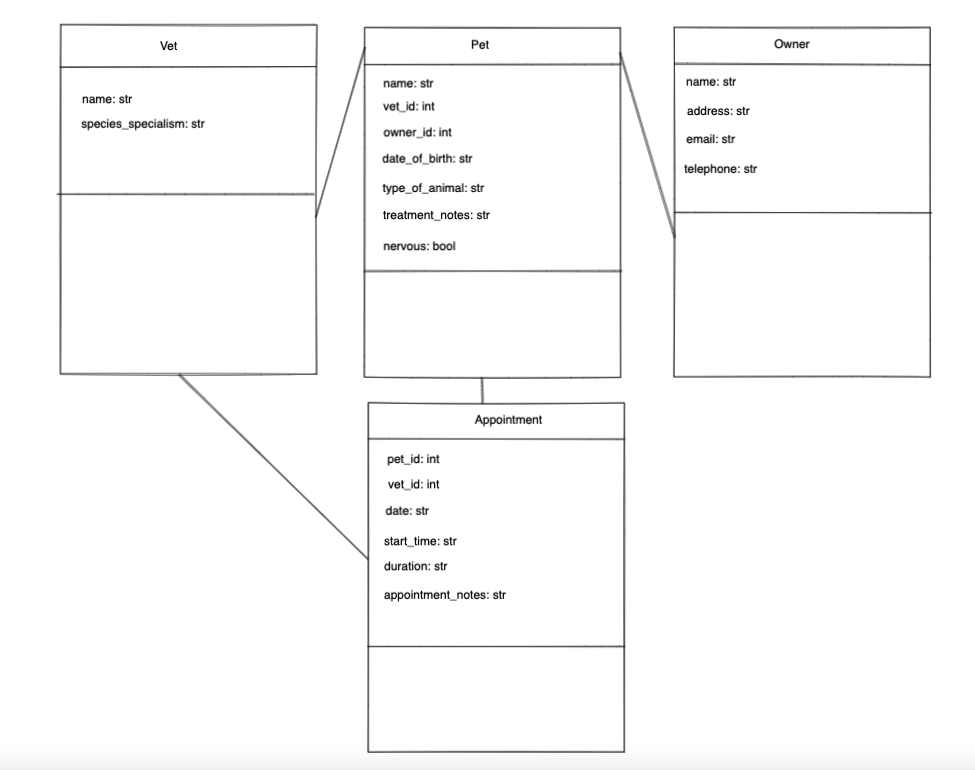 Vet
name: str
species_specialism: str
Pet
name: str
vet_id: int
owner_id: int
date_of_birth: str
type_of_animal: str
treatment_notes: str
nervous: bool
Owner
name: str
address: str
email: str
telephone: str
Appointment
pet_id: int
vet_id: int
date: str
start_time: str
duration: str
appointment_notes: str